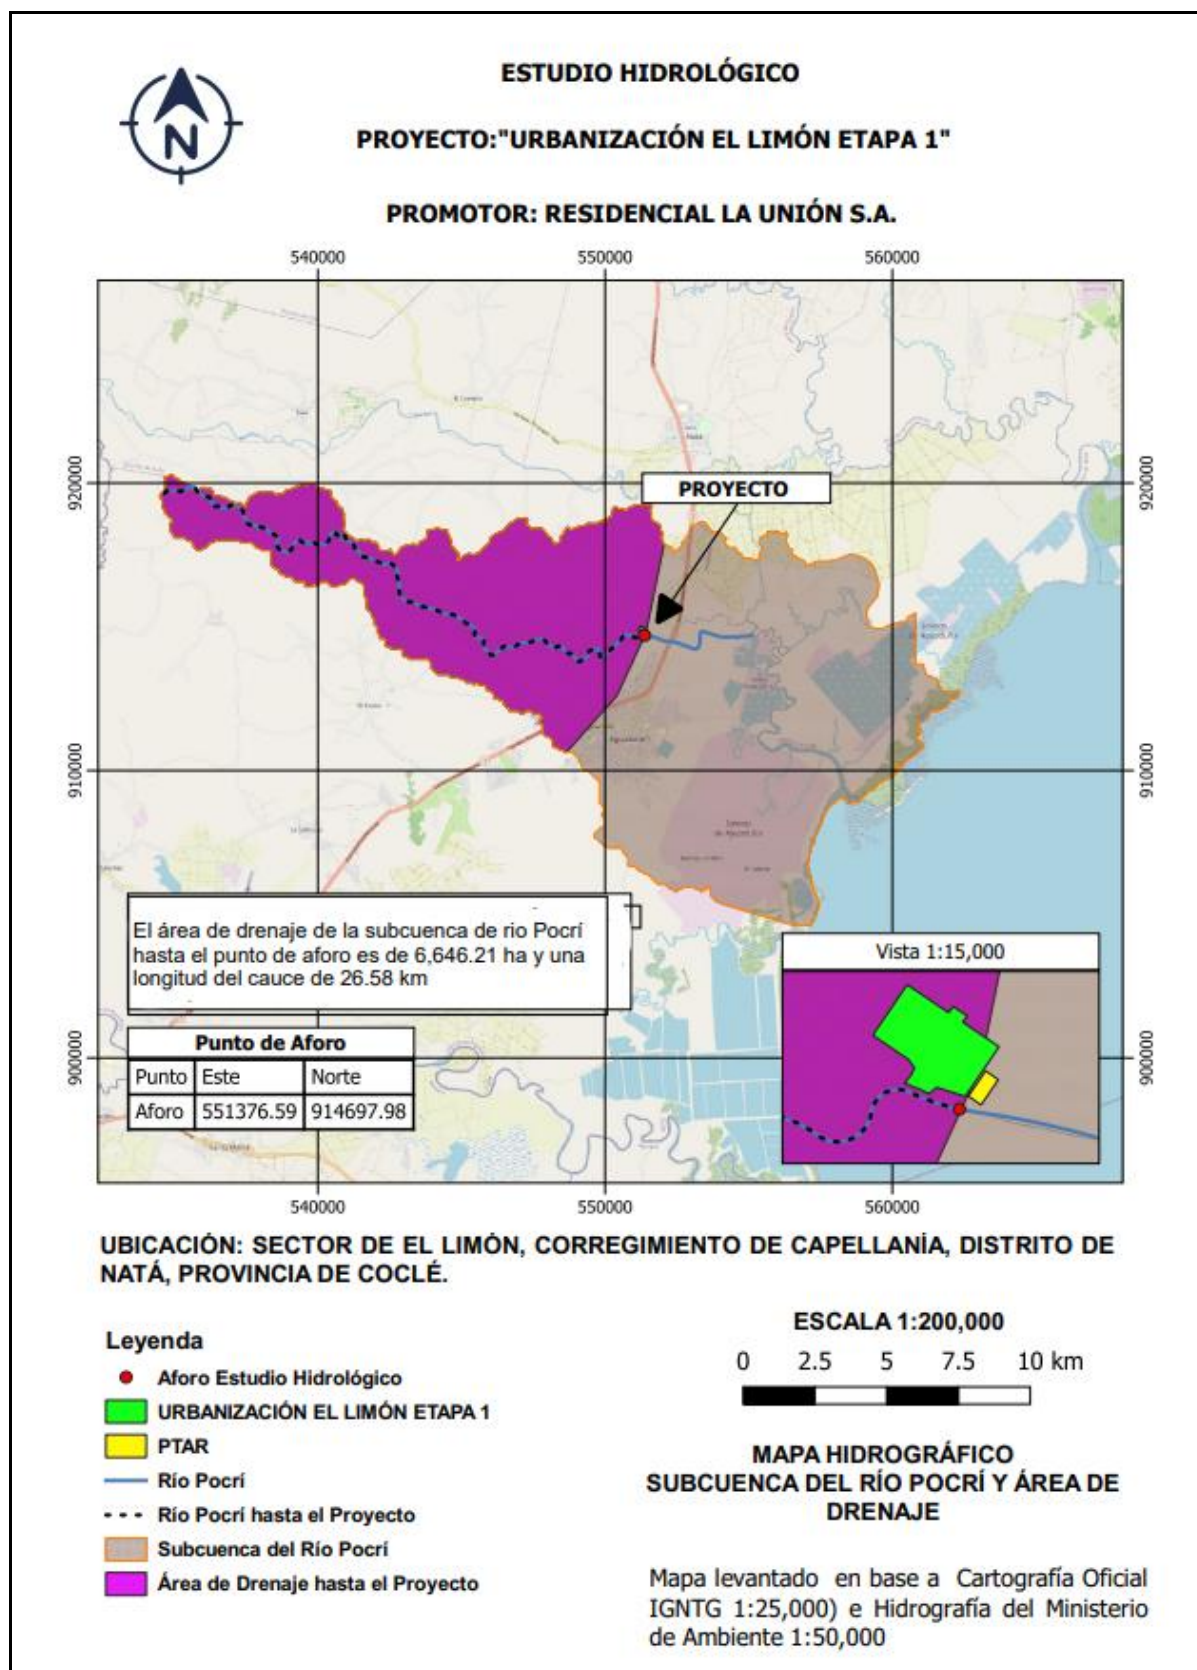 N
ESTUDIO HIDROLÓGICO
PROYECTO:"URBANIZACIÓN EL LIMÓN ETAPA 1"
PROMOTOR: RESIDENCIAL LA UNIÓN S.A.
540000
550000
560000
920000
920000
PROYECTO
910000
910000
El área de drenaje de la subcuenca de rio Pocrí
hasta el punto de aforo es de 6,646.21 ha y una
longitud del cauce de 26.58 km
Vista 1:15,000
900000
900000
Punto de Aforo
Punto Este Norte
Aforo 551376.59 914697.98
540000
550000
560000
UBICACIÓN: SECTOR DE EL LIMÓN, CORREGIMIENTO DE CAPELLANÍA, DISTRITO DE
NATÁ, PROVINCIA DE COCLÉ.
Leyenda
Aforo Estudio Hidrológico
URBANIZACIÓN EL LIMÓN ETAPA 1
PTAR
Río Pocrí
Río Pocrí hasta el Proyecto
Subcuenca del Río Pocrí
Área de Drenaje hasta el Proyecto
ESCALA 1:200,000
0 2.5 5 7.5 10 km
MAPA HIDROGRÁFICO
SUBCUENCA DEL RÍO POCRÍ Y ÁREA DE
DRENAJE
Mapa levantado en base a Cartografía Oficial
IGNTG 1:25,000) e Hidrografía del Ministerio
de Ambiente 1:50,000